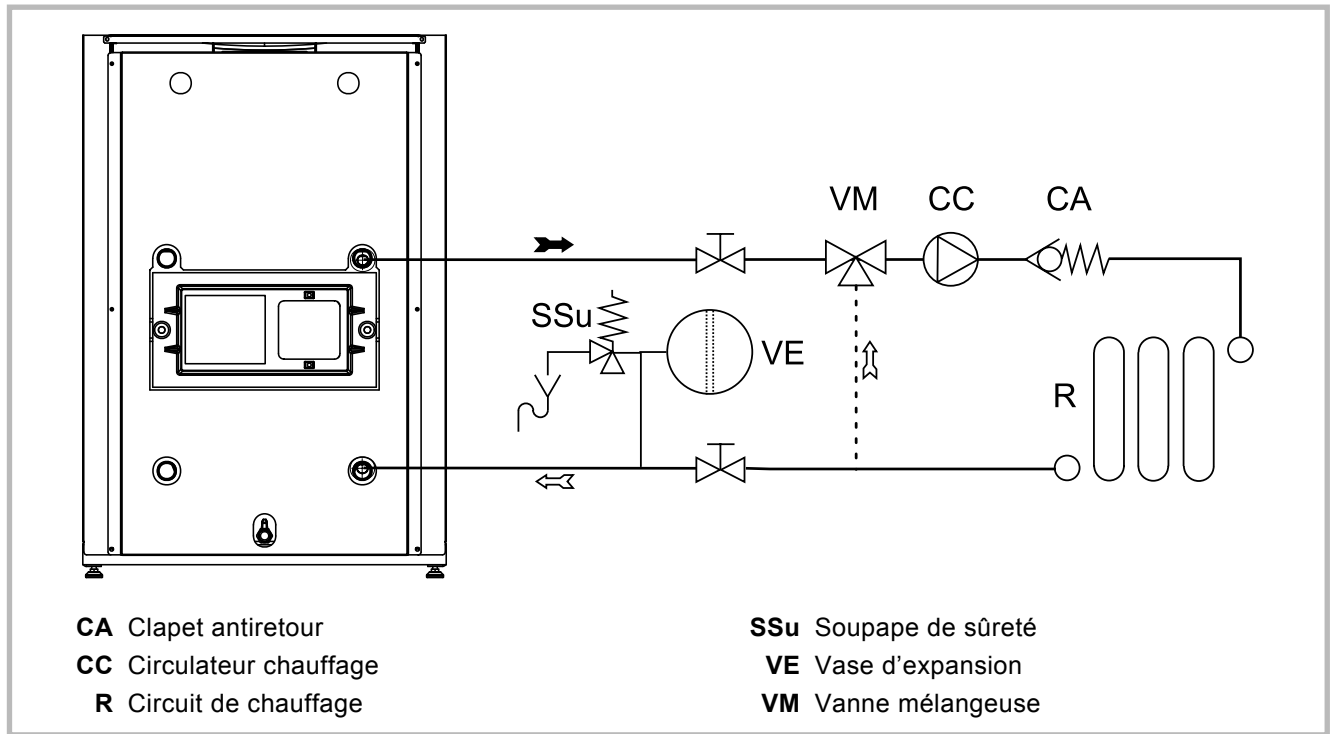 VM CC CA
SSu
VE
R
CA Clapet antiretour
CC Circulateur chauffage
R Circuit de chauffage
SSu Soupape de sûreté
VE Vase d’expansion
VM Vanne mélangeuse